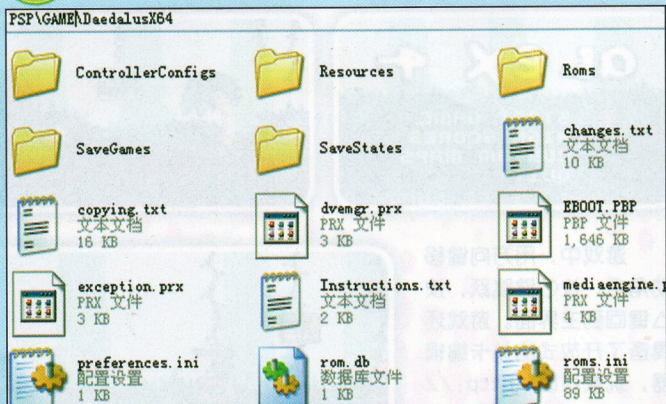 PSP\GAME\DaedalusX64
ControllerConfigs
Resources
Roms
SaveGames
SaveStates
changes.txt
文本文档
10 KB
copying.txt
文本文档
16 KB
dvemgr.prx
PRX 文件
3 KB
EBOOT.PBP
PBP 文件
1,646 KB
exception.prx
PRX 文件
3 KB
Instructions.txt
文本文档
2 KB
mediaengine.p
PRX 文件
4 KB
preferences.ini
配置设置
1 KB
rom.db
数据库文件
1 KB
roms.ini
配置设置
89 KB